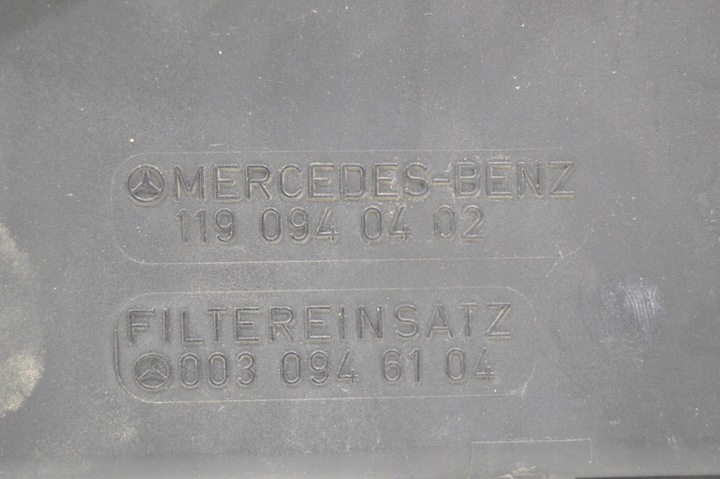 MERCEDES-BENZ
119 094 04 02
FILTEREINSATZ
003 094 61 04